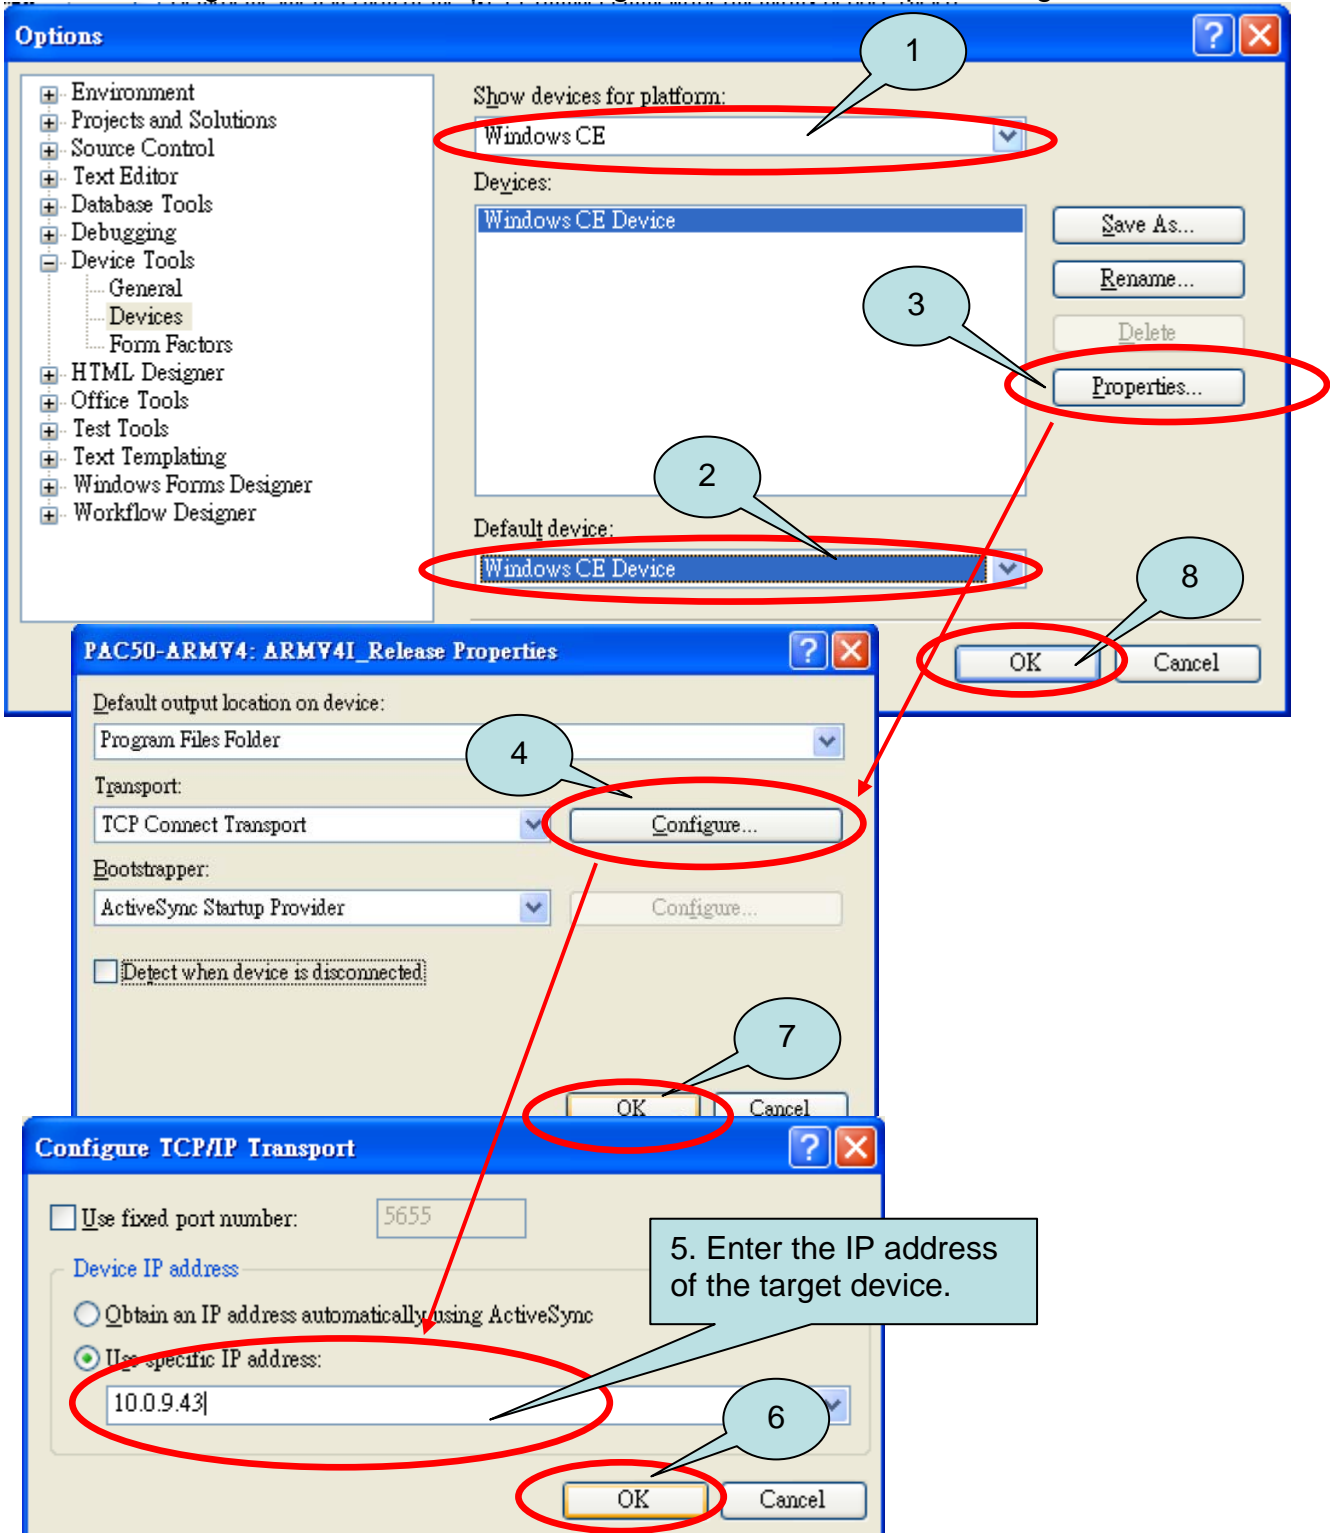 Options
1
Environment
Projects and Solutions
Source Control
Text Editor
Database Tools
Debugging
Device Tools
General
Devices
Form Factors
HTML Designer
Office Tools
Test Tools
Text Templating
Windows Forms Designer
Workflow Designer
Show devices for platform:
Windows CE
Devices:
Windows CE Device
Save As...
Rename...
Delete
3
Properties...
2
Default device:
Windows CE Device
8
OK
Cancel
PAC50-ARMV4: ARMV4I_Release Properties
Default output location on device:
Program Files Folder
4
Transport:
TCP Connect Transport
Configure...
Bootstrapper:
ActiveSync Startup Provider
Configure...
Detect when device is disconnected
7
OK
Cancel
Configure TCP/IP Transport
Use fixed port number:
5655
5. Enter the IP address
of the target device.
Device IP address
Obtain an IP address automatically using ActiveSync
Use specific IP address:
10.0.9.43
6
OK
Cancel